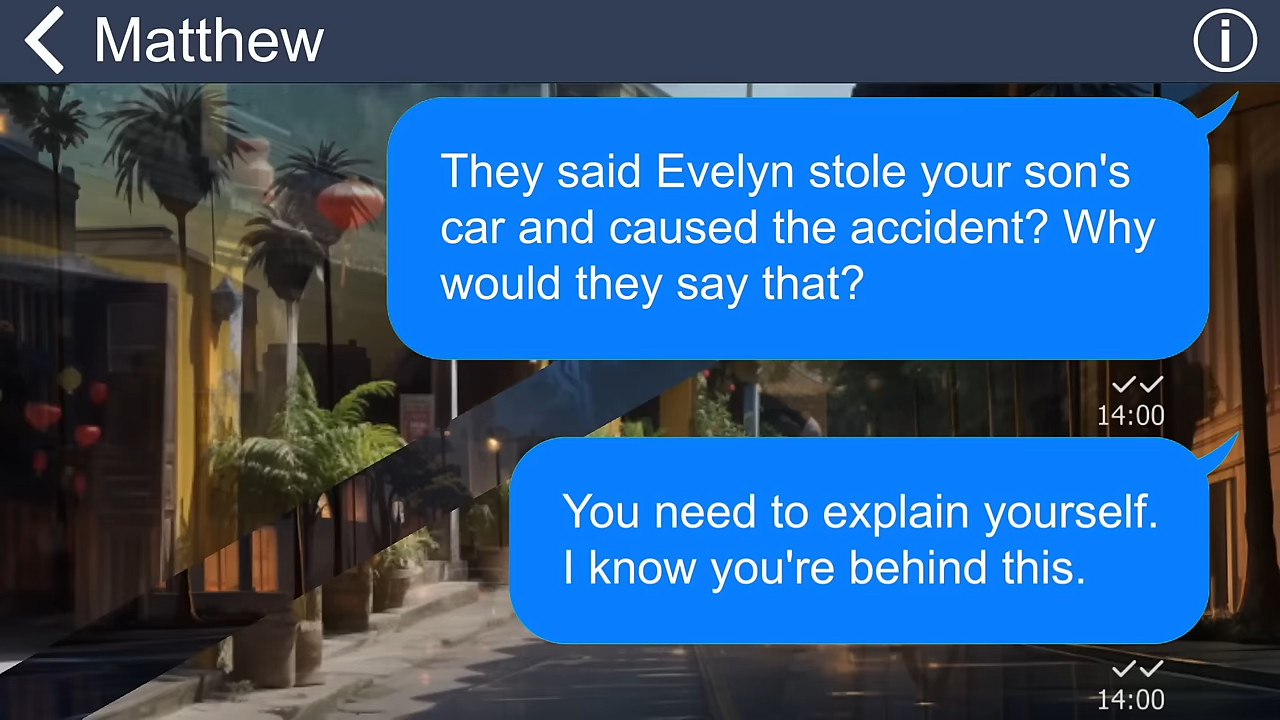 Matthew
They said Evelyn stole your son's
car and caused the accident? Why
would they say that?
14:00
You need to explain yourself.
I know you're behind this.
14:00